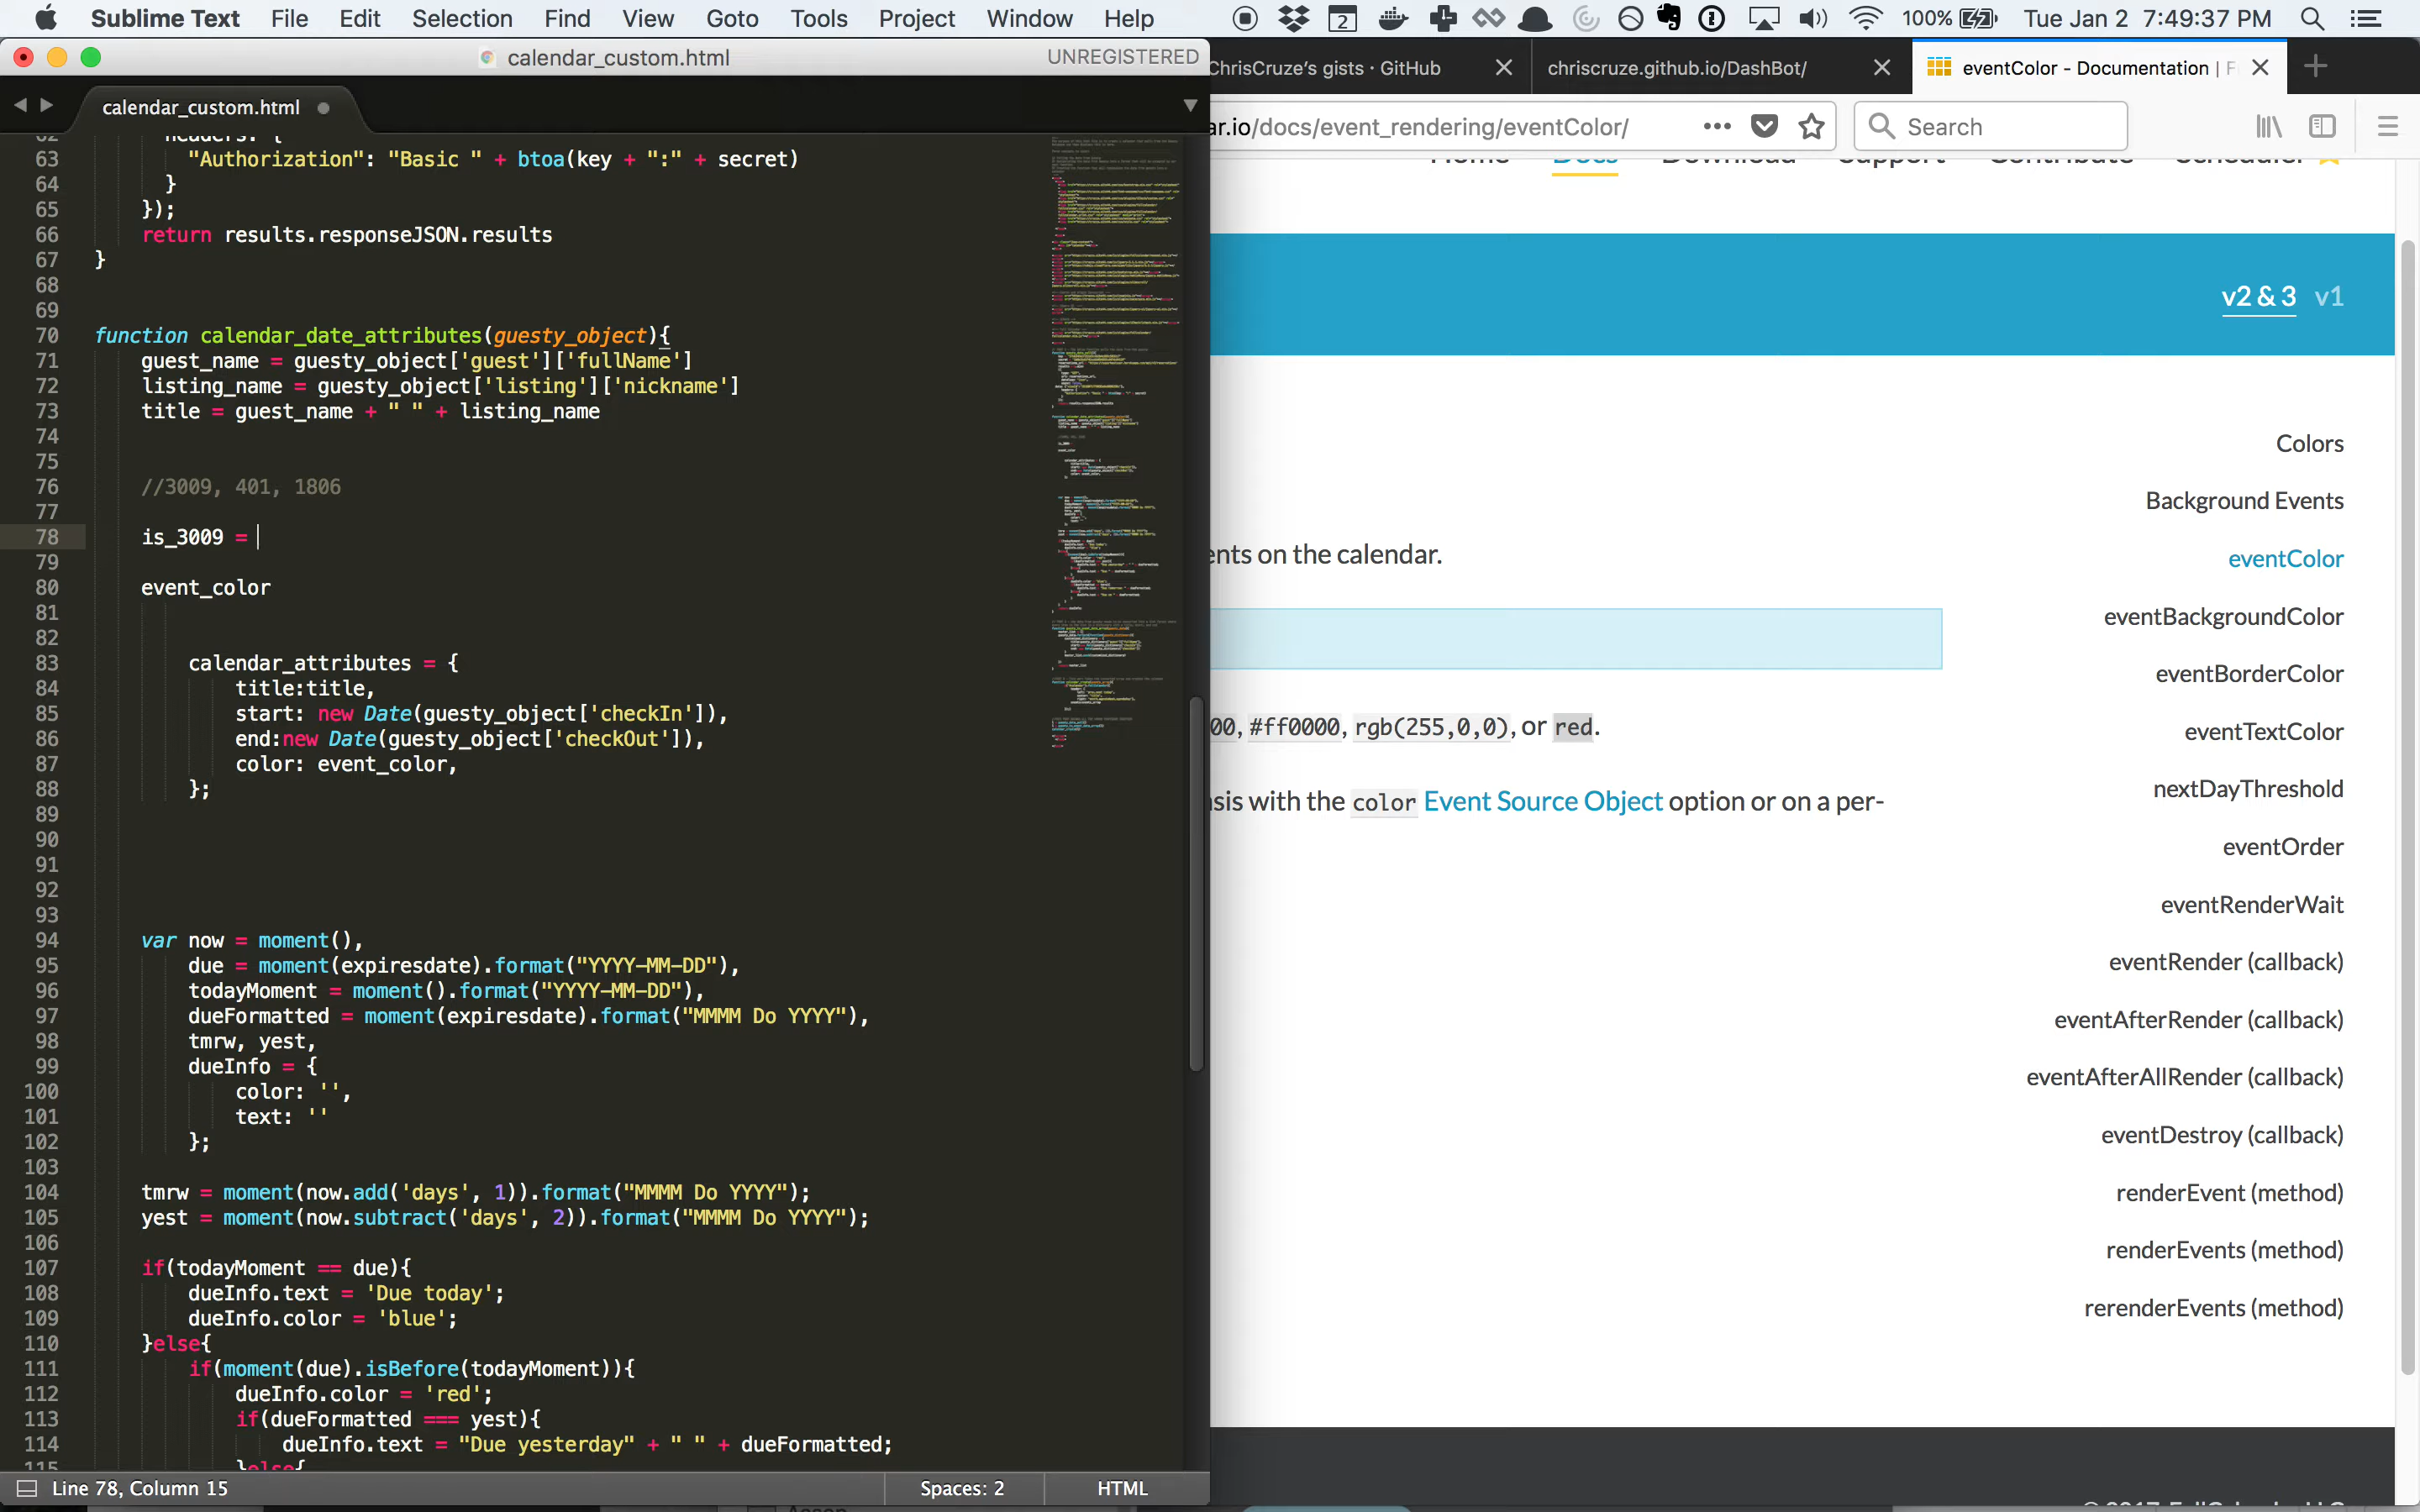 Sublime Text File Edit Selection Find View Goto Tools Project Window Help 2 100% Tue Jan 2 7:49:37 PM
calendar_custom.html UNREGISTERED
ChrisCruze's gists · GitHub chriscruze.github.io/DashBot/ eventColor - Documentation | F
calendar_custom.html
ar.io/docs/event_rendering/eventColor/ Search
Home Docs Download Support Contribute Scheduler
62 headers: {
63 "Authorization": "Basic " + btoa(key + ":" + secret)
64 }
65 });
66 return results.responseJSON.results
67 }
68
69
70 function calendar_date_attributes(guesty_object){
71 guest_name = guesty_object['guest']['fullName']
72 listing_name = guesty_object['listing']['nickname']
73 title = guest_name + " " + listing_name
74
75
76 //3009, 401, 1806
77
78 is_3009 =
79
80 event_color
81
82
83 calendar_attributes = {
84 title:title,
85 start: new Date(guesty_object['checkIn']),
86 end:new Date(guesty_object['checkOut']),
87 color: event_color,
88 };
89
90
91
92
93
94 var now = moment(),
95 due = moment(expiresdate).format("YYYY-MM-DD"),
96 todayMoment = moment().format("YYYY-MM-DD"),
97 dueFormatted = moment(expiresdate).format("MMMM Do YYYY"),
98 tmrw, yest,
99 dueInfo = {
100 color: '',
101 text: ''
102 };
103
104 tmrw = moment(now.add('days', 1)).format("MMMM Do YYYY");
105 yest = moment(now.subtract('days', 2)).format("MMMM Do YYYY");
106
107 if(todayMoment == due){
108 dueInfo.text = 'Due today';
109 dueInfo.color = 'blue';
110 }else{
111 if(moment(due).isBefore(todayMoment)){
112 dueInfo.color = 'red';
113 if(dueFormatted === yest){
114 dueInfo.text = "Due yesterday" + " " + dueFormatted;
115 }else{
Line 78, Column 15 Spaces: 2 HTML
v2 & 3 v1
ents on the calendar.
00, #ff0000, rgb(255,0,0), or red.
sis with the color Event Source Object option or on a per-
Colors
Background Events
eventColor
eventBackgroundColor
eventBorderColor
eventTextColor
nextDayThreshold
eventOrder
eventRenderWait
eventRender (callback)
eventAfterRender (callback)
eventAfterAllRender (callback)
eventDestroy (callback)
renderEvent (method)
renderEvents (method)
rerenderEvents (method)